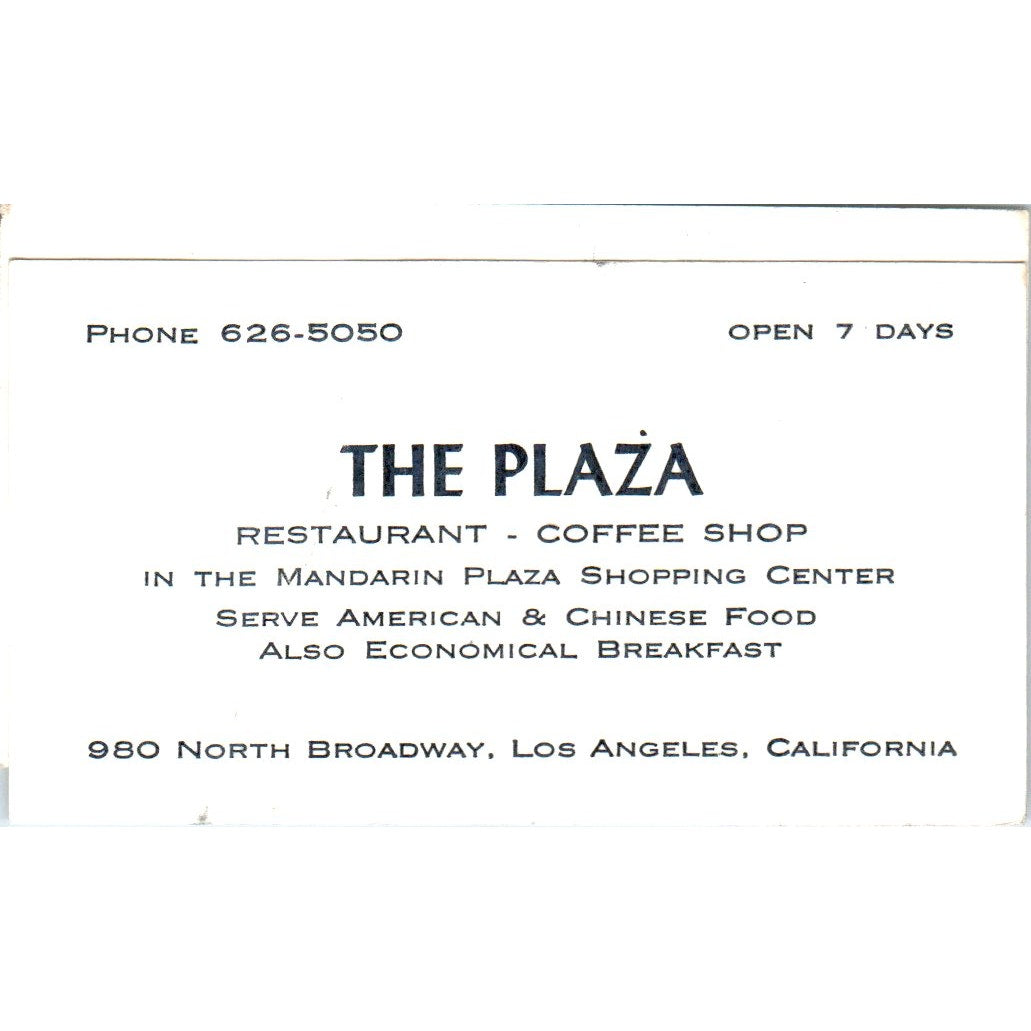 PHONE 626-5050
OPEN 7 DAYS
THE PLAZA
RESTAURANT - COFFEE SHOP
IN THE MANDARIN PLAZA SHOPPING CENTER
SERVE AMERICAN & CHINESE FOOD
ALSO ECONOMICAL BREAKFAST
980 NORTH BROADWAY, LOS ANGELES, CALIFORNIA